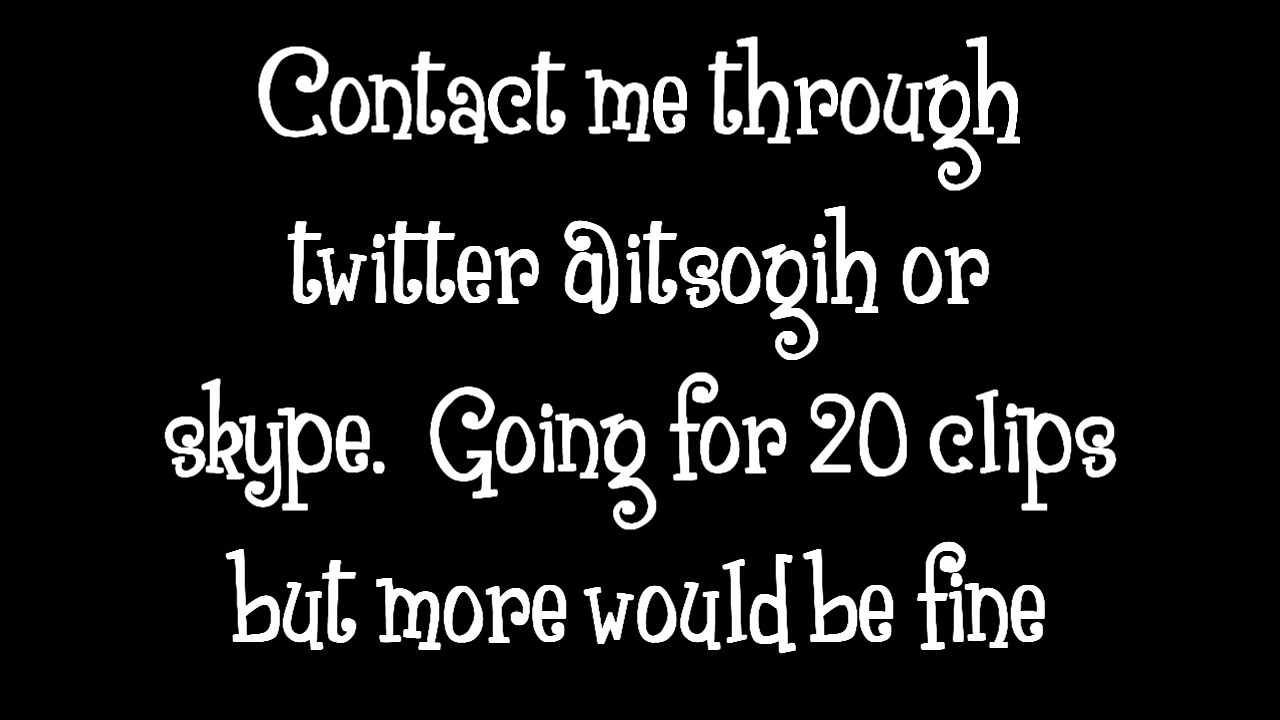 Contact me through
twitter @itsogih or
skype. Going for 20 clips
but more would be fine